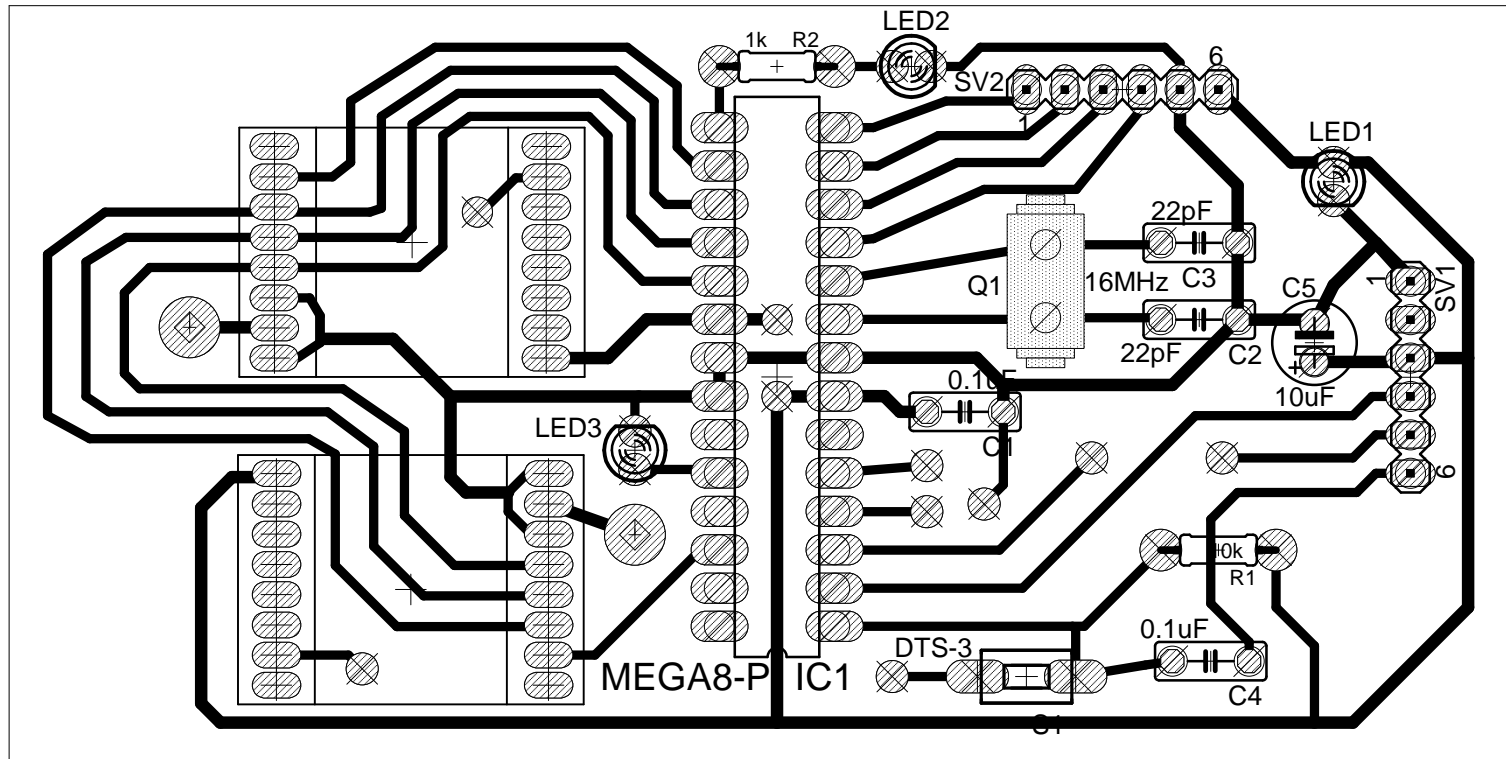 LED2
1k
R2
6
SV2
1
LED1
22pF
C3
Q1
16MHz
C5
1
SV1
22pF
C2
+
10uF
0.1uF
C1
LED3
6
R1
0.1uF
DTS-3
MEGA8-P
IC1
C4